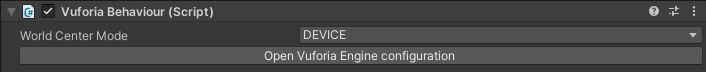 Vuforia Behaviour (Script)
World Center Mode DEVICE
Open Vuforia Engine configuration